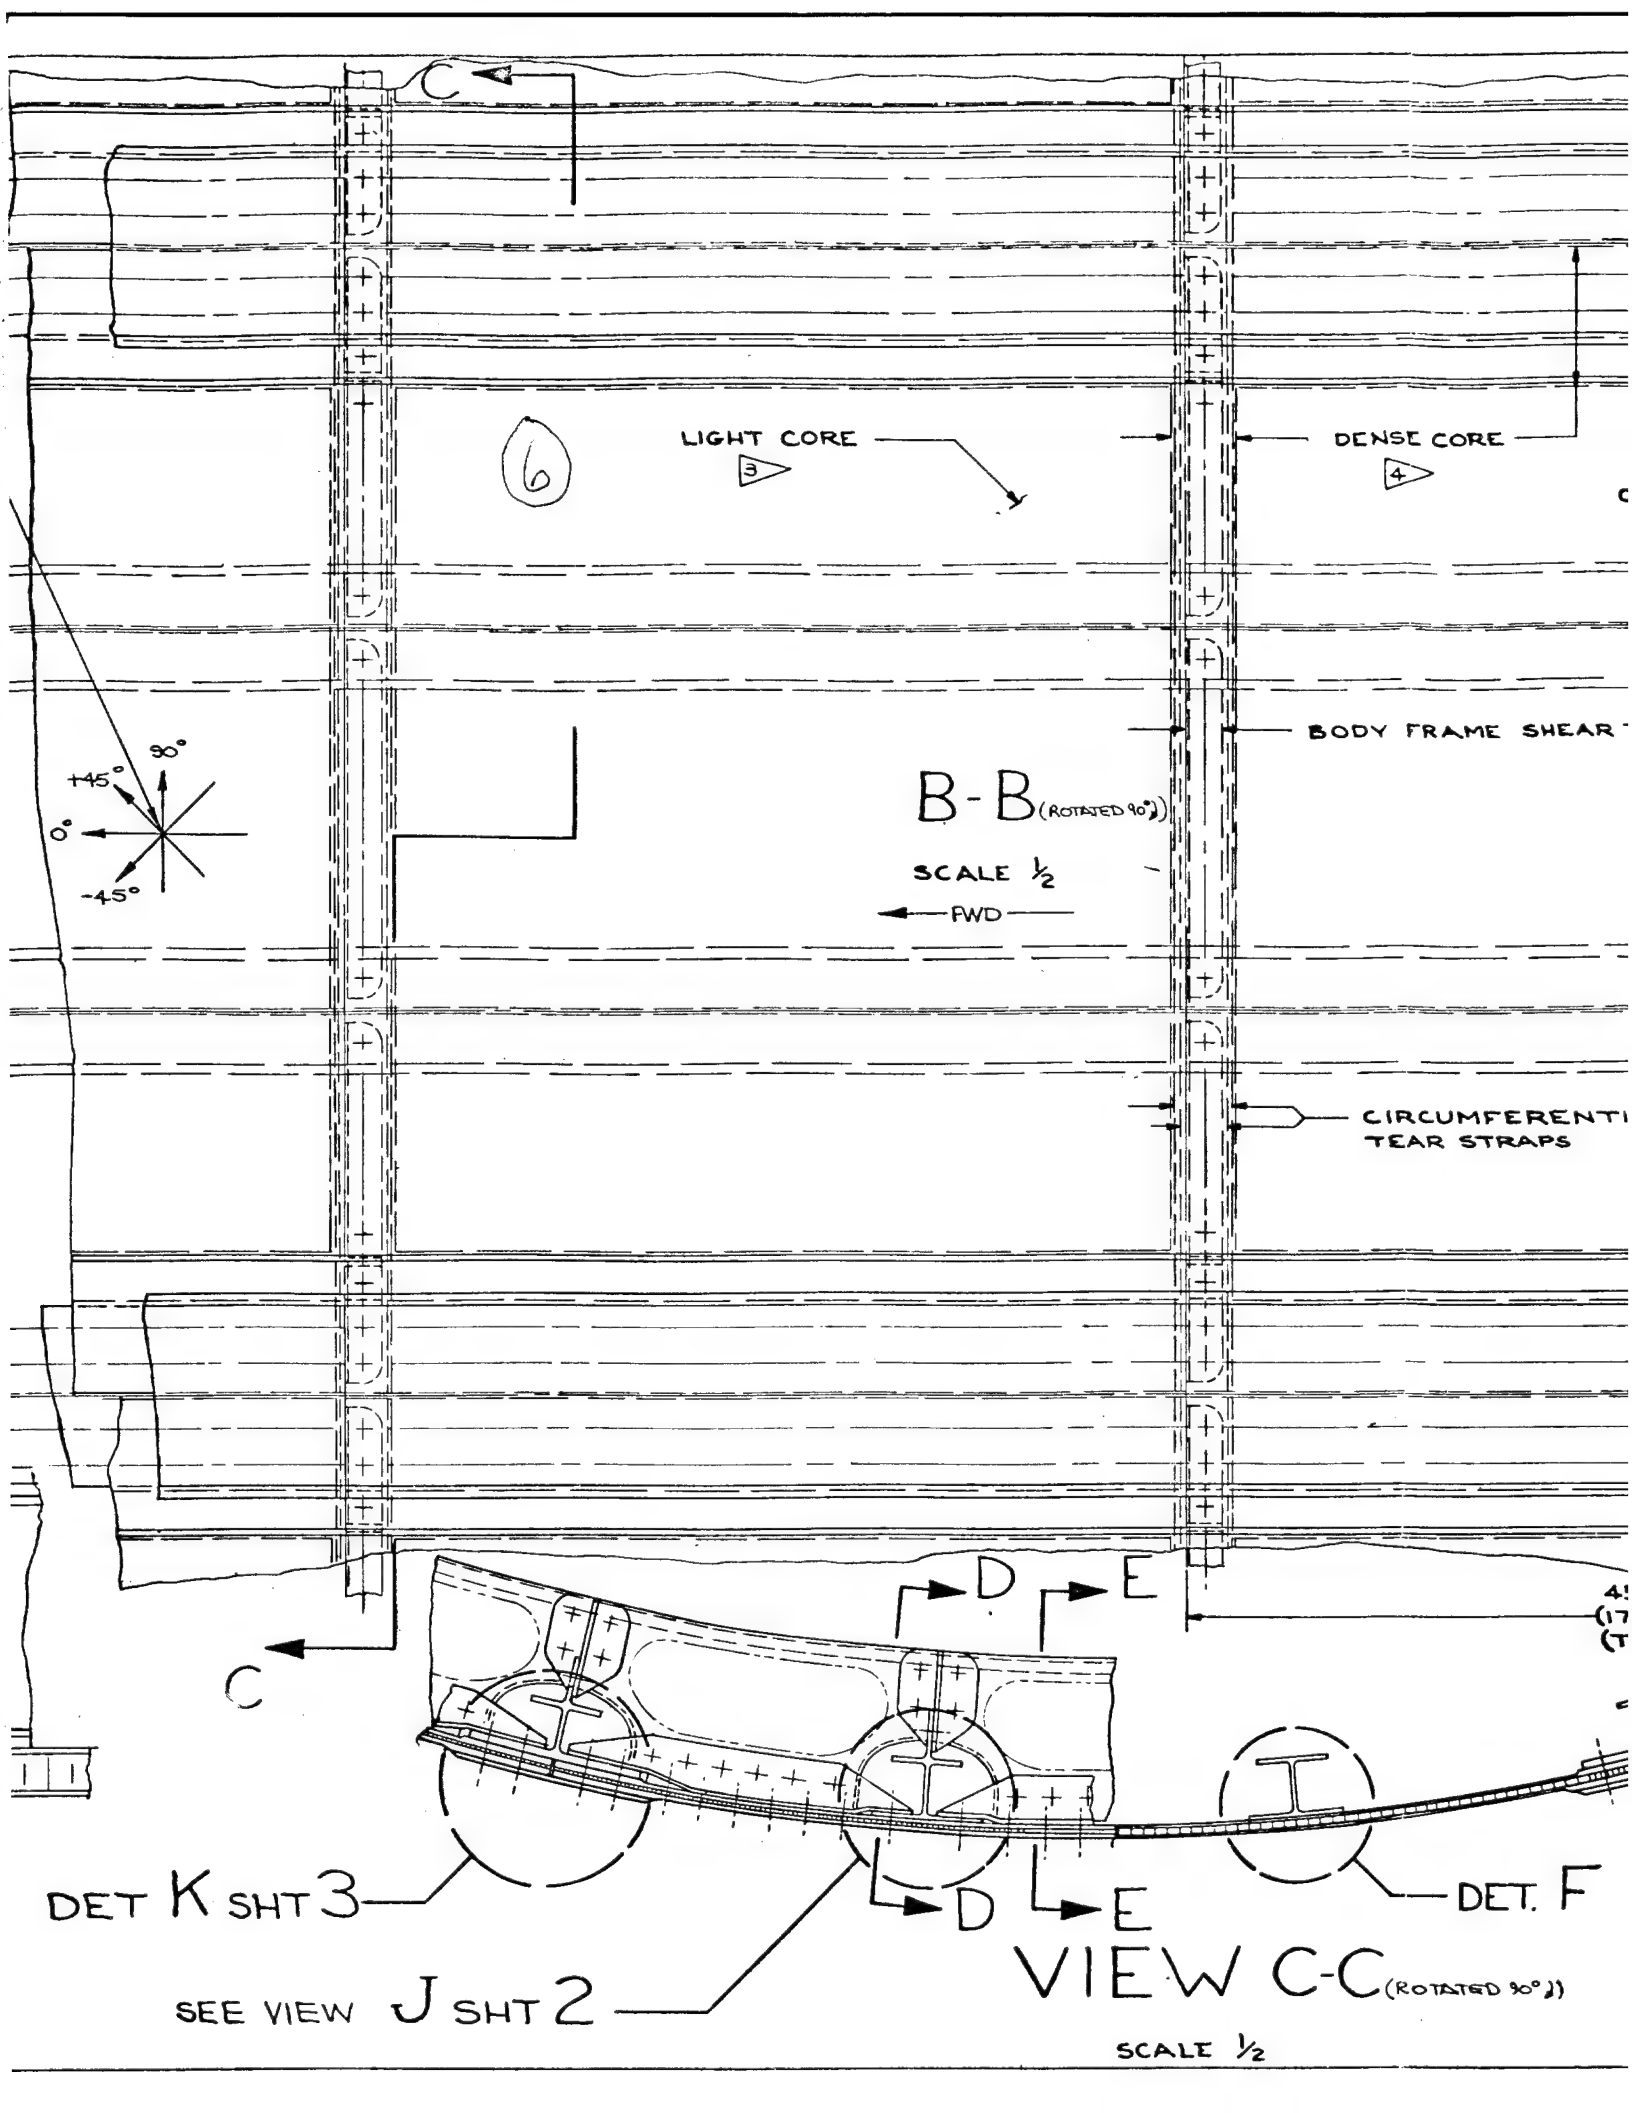 C
6
LIGHT CORE
3
DENSE CORE
4
BODY FRAME SHEAR
90°
+45°
0°
-45°
B-B (ROTATED 90°)
SCALE 1/2
FWD
CIRCUMFERENTI
TEAR STRAPS
D
E
(17
(T
C
DET K SHT 3
D
E
DET. F
VIEW C-C (ROTATED 90°)
SEE VIEW J SHT 2
SCALE 1/2